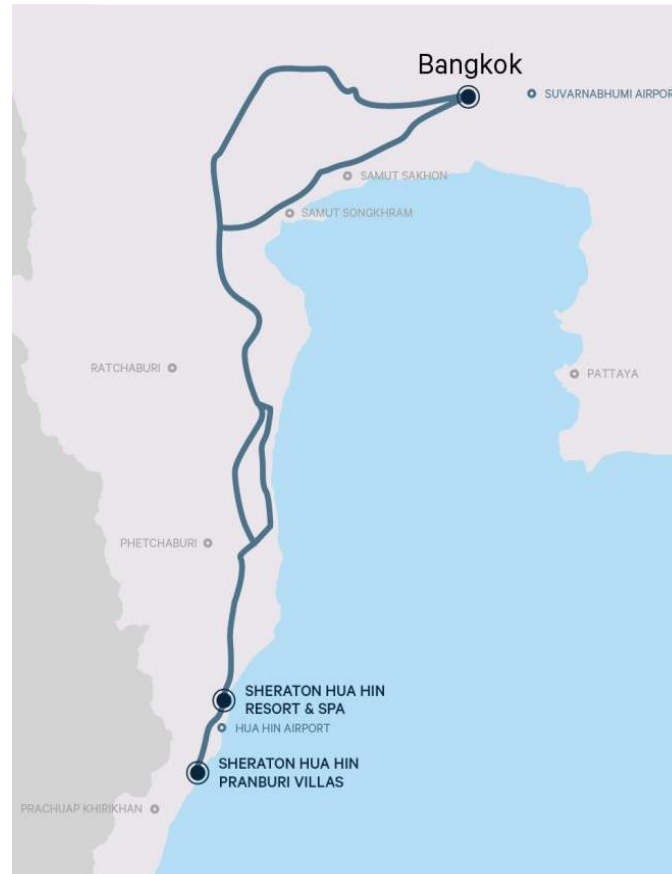 Bangkok
SUVARNABHUMI AIRPOR
SAMUT SAKHON
SAMUT SONGKHRAM
RATCHABURI
PATTAYA
PHETCHABURI
SHERATON HUA HIN
RESORT & SPA
HUA HIN AIRPORT
SHERATON HUA HIN
PRANBURI VILLAS
PRACHUAP KHIRIKHAN